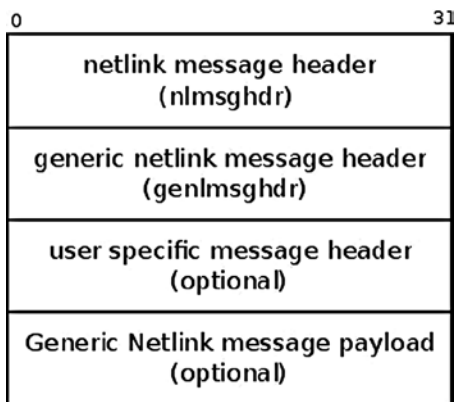 0 31
netlink message header
(nlmsghdr)
generic netlink message header
(genlmsghdr)
user specific message header
(optional)
Generic Netlink message payload
(optional)